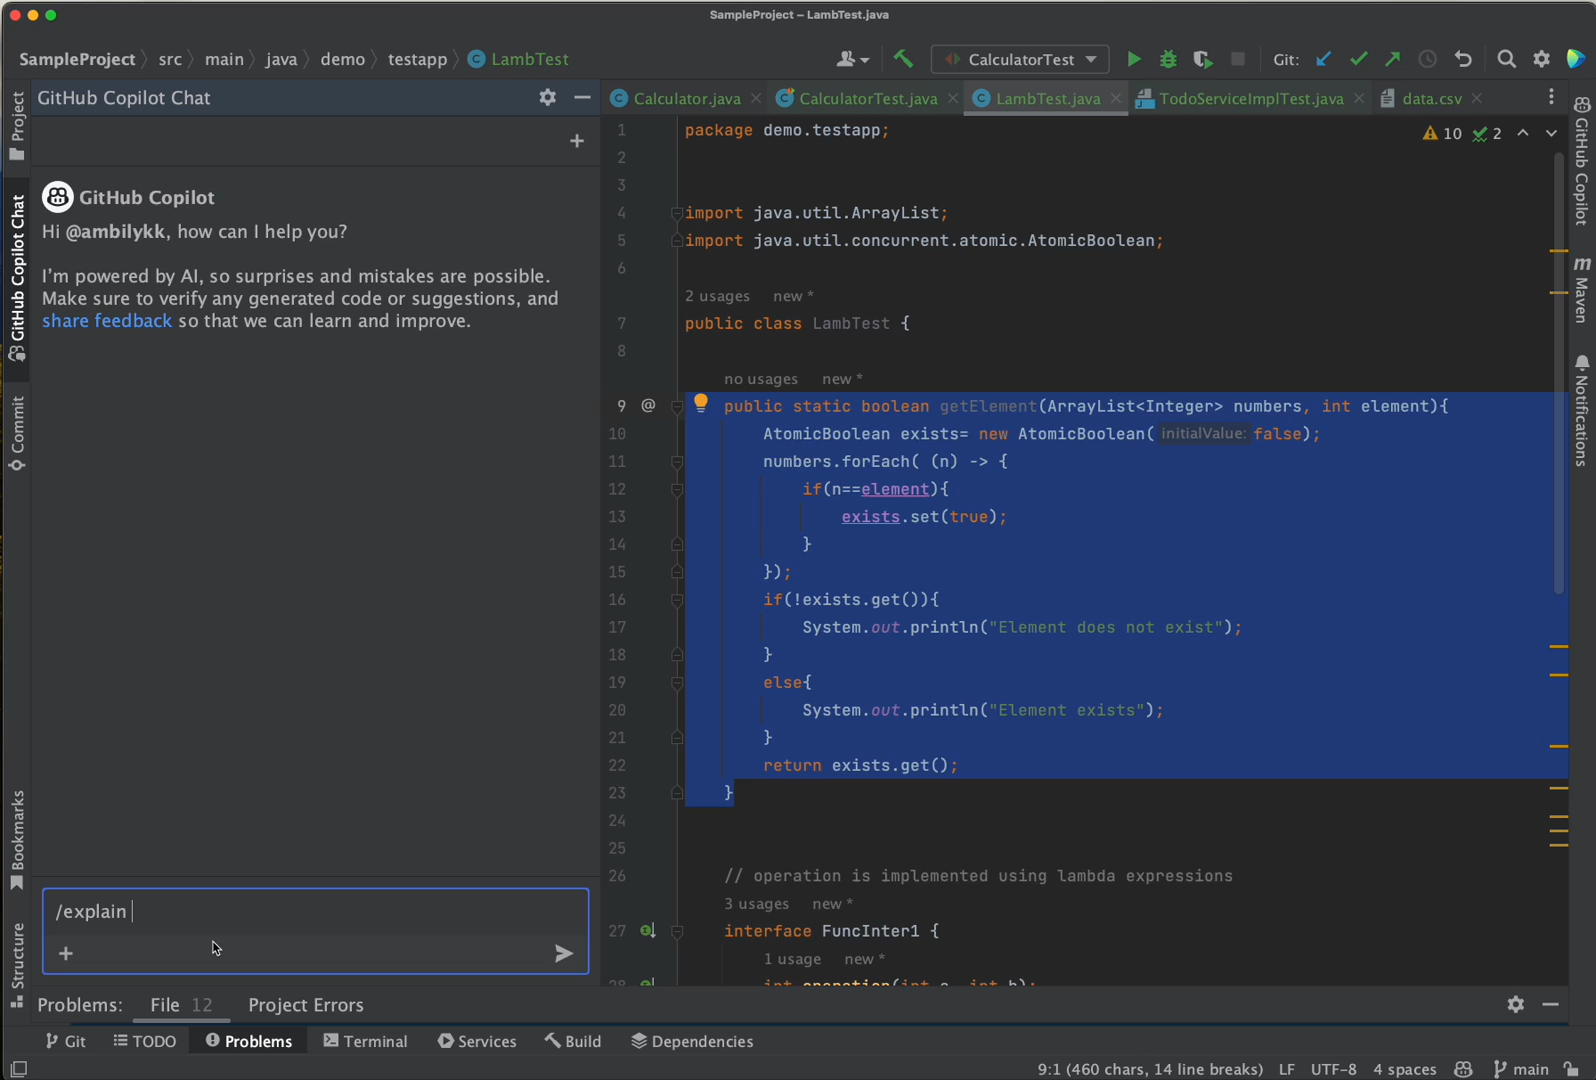 SampleProject – LambTest.java
SampleProject src main java demo testapp LambTest
CalculatorTest
Git:
Project
GitHub Copilot Chat
Commit
Bookmarks
Structure
GitHub Copilot Chat
GitHub Copilot
Hi @ambilykk, how can I help you?
I'm powered by AI, so surprises and mistakes are possible.
Make sure to verify any generated code or suggestions, and
share feedback so that we can learn and improve.
/explain
Calculator.java CalculatorTest.java LambTest.java TodoServiceImplTest.java data.csv
10 2
1 package demo.testapp;
2
3
4 import java.util.ArrayList;
5 import java.util.concurrent.atomic.AtomicBoolean;
6
2 usages new *
7 public class LambTest {
8
no usages new *
9 @ public static boolean getElement(ArrayList<Integer> numbers, int element){
10 AtomicBoolean exists= new AtomicBoolean( initialValue: false);
11 numbers.forEach( (n) -> {
12 if(n==element){
13 exists.set(true);
14 }
15 });
16 if(!exists.get()){
17 System.out.println("Element does not exist");
18 }
19 else{
20 System.out.println("Element exists");
21 }
22 return exists.get();
23 }
24
25
26 // operation is implemented using lambda expressions
3 usages new *
27 interface FuncInter1 {
1 usage new *
28 int operation(int a, int b);
GitHub Copilot
Maven
Notifications
Problems: File 12 Project Errors
Git TODO Problems Terminal Services Build Dependencies
9:1 (460 chars, 14 line breaks) LF UTF-8 4 spaces main